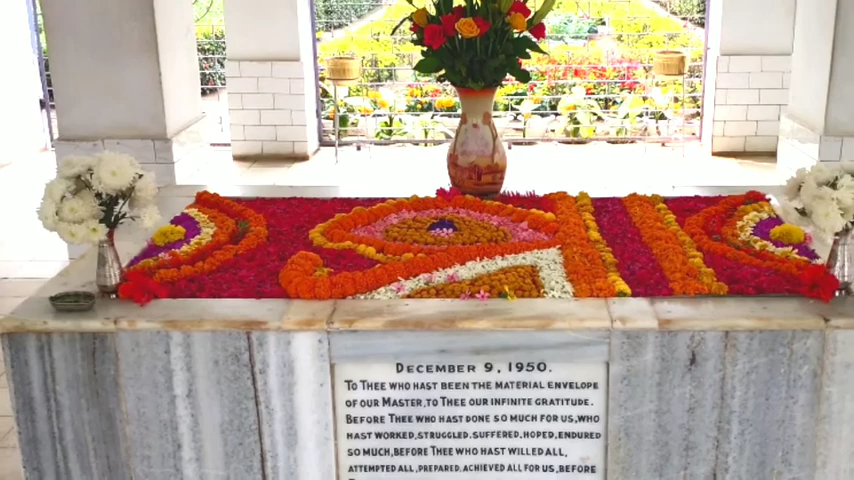 DECEMBER 9, 1950.
TO THEE WHO HAST BEEN THE MATERIAL ENVELOPE
OF OUR MASTER, TO THEE OUR INFINITE GRATITUDE.
BEFORE THEE WHO HAST DONE SO MUCH FOR US, WHO
HAST WORKED, STRUGGLED, SUFFERED, HOPED, ENDURED
SO MUCH, BEFORE THEE WHO HAST WILLED ALL,
ATTEMPTED ALL, PREPARED, ACHIEVED ALL FOR US, BEFORE